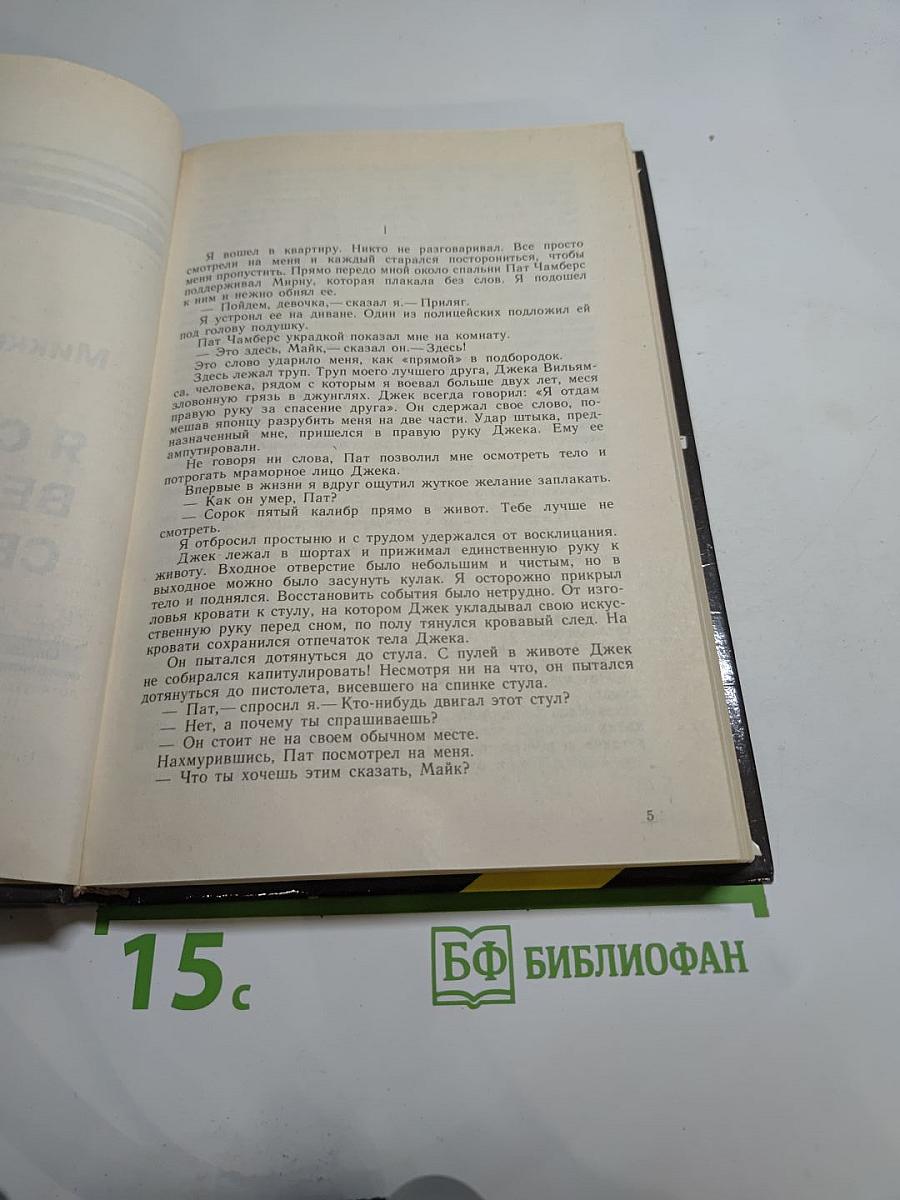 I
Я вошел в квартиру. Никто не разговаривал. Все просто
смотрели на меня и каждый старался посторониться, чтобы
меня пропустить. Прямо передо мной около спальни Пат Чамберс
поддерживал Мирну, которая плакала без слов. Я подошел
к ним и нежно обнял ее.
— Пойдем, девочка,— сказал я.— Приляг.
Я устроил ее на диване. Один из полицейских подложил ей
под голову подушку.
Пат Чамберс украдкой показал мне на комнату.
— Это здесь, Майк,— сказал он.— Здесь!
Это слово ударило меня, как «прямой» в подбородок.
Здесь лежал труп. Труп моего лучшего друга, Джека Вильям-
са, человека, рядом с которым я воевал больше двух лет, меся
зловонную грязь в джунглях. Джек всегда говорил: «Я отдам
правую руку за спасение друга». Он сдержал свое слово, по-
мешав японцу разрубить меня на две части. Удар штыка, пред-
назначенный мне, пришелся в правую руку Джека. Ему ее
ампутировали.
Не говоря ни слова, Пат позволил мне осмотреть тело и
потрогать мраморное лицо Джека.
Впервые в жизни я вдруг ощутил жуткое желание заплакать.
— Как он умер, Пат?
— Сорок пятый калибр прямо в живот. Тебе лучше не
смотреть.
Я отбросил простыню и с трудом удержался от восклицания.
Джек лежал в шортах и прижимал единственную руку к
животу. Входное отверстие было небольшим и чистым, но в
выходное можно было засунуть кулак. Я осторожно прикрыл
тело и поднялся. Восстановить события было нетрудно. От изго-
ловья кровати к стулу, на котором Джек укладывал свою искус-
ственную руку перед сном, по полу тянулся кровавый след. На
кровати сохранился отпечаток тела Джека.
Он пытался дотянуться до стула. С пулей в животе Джек
не собирался капитулировать! Несмотря ни на что, он пытался
дотянуться до пистолета, висевшего на спинке стула.
— Пат,— спросил я.— Кто-нибудь двигал этот стул?
— Нет, а почему ты спрашиваешь?
— Он стоит не на своем обычном месте.
Нахмурившись, Пат посмотрел на меня.
— Что ты хочешь этим сказать, Майк?
5
15 с
БФ БИБЛИОФАН